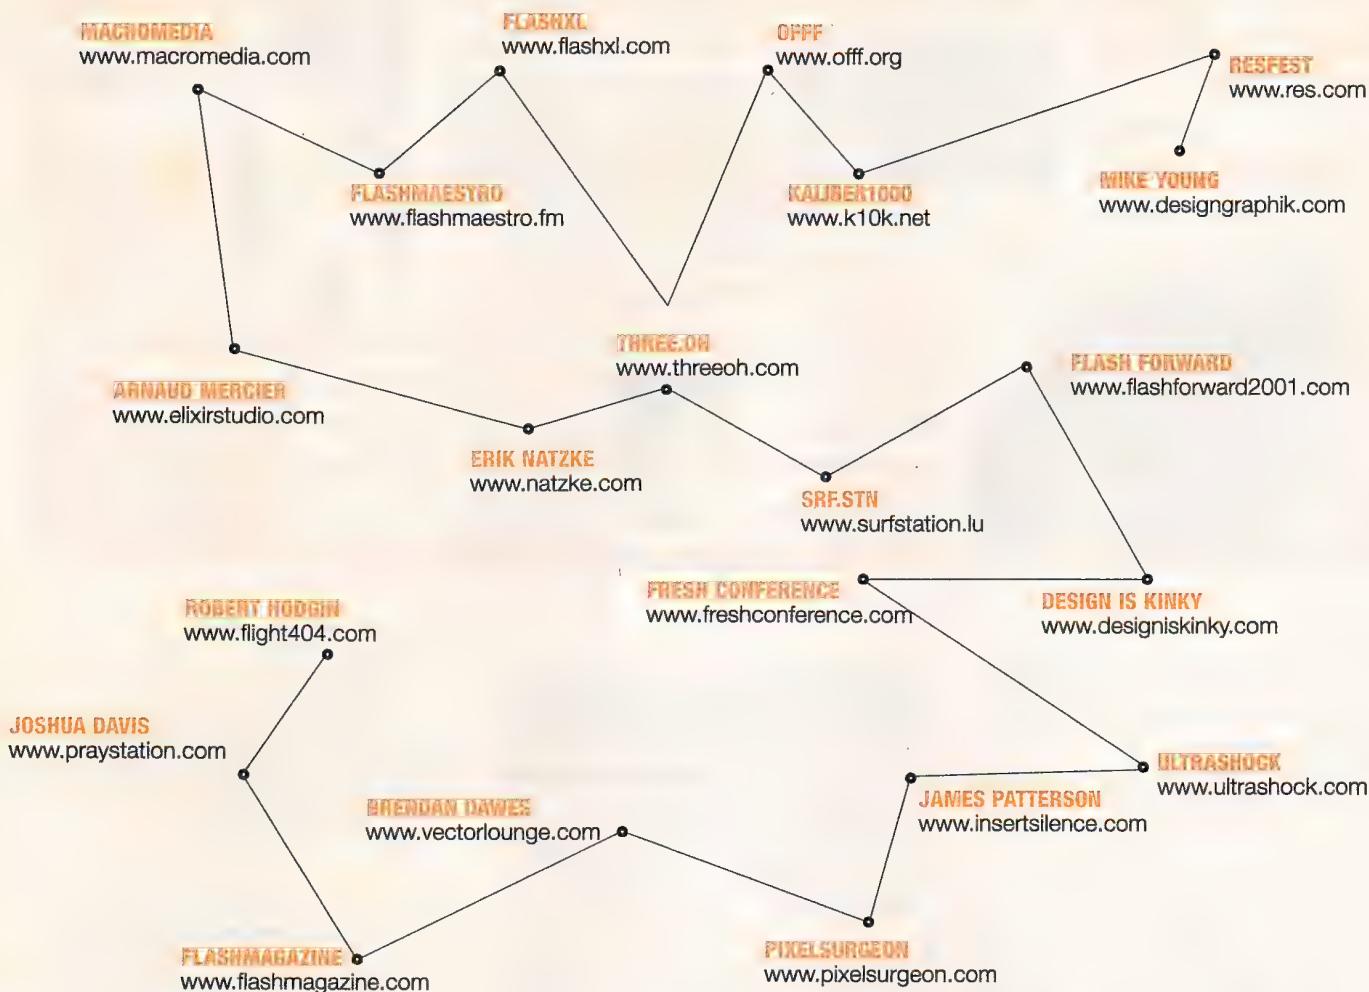 MACROMEDIA
www.macromedia.com
FLASHXL
www.flashxl.com
OFFF
www.offf.org
RESFEST
www.res.com
FLASHMAESTRO
www.flashmaestro.fm
KALIBER1000
www.k10k.net
MIKE YOUNG
www.designgraphik.com
THREE.OH
www.threeoh.com
FLASH FORWARD
www.flashforward2001.com
ARNAUD MERCIER
www.elixirstudio.com
ERIK NATZKE
www.natzke.com
SRF.STN
www.surfstation.lu
FRESH CONFERENCE
www.freshconference.com
DESIGN IS KINKY
www.designiskinky.com
ROBERT HODGIN
www.flight404.com
JOSHUA DAVIS
www.praystation.com
ULTRASHOCK
www.ultrashock.com
JAMES PATTERSON
www.insertsilence.com
BRENDAN DAWES
www.vectorlounge.com
FLASHMAGAZINE
www.flashmagazine.com
PIXELSURGEON
www.pixelsurgeon.com